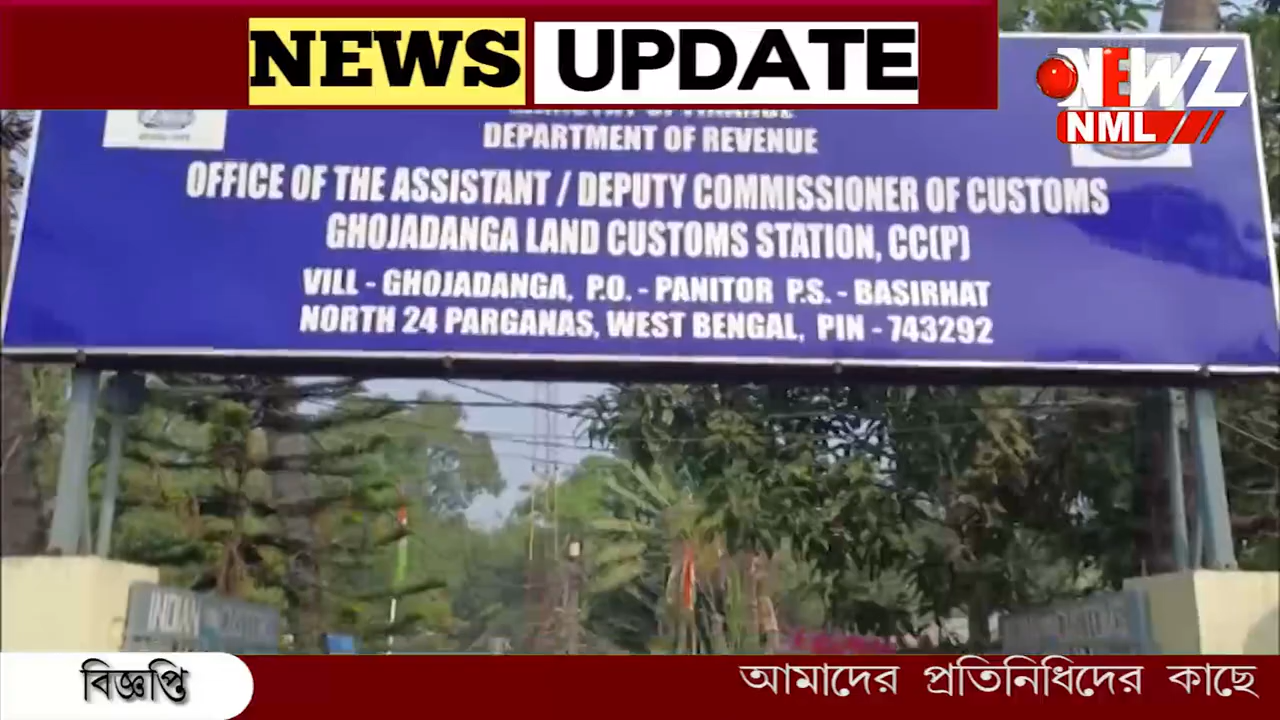 NEWS UPDATE
NEWZ
NML
DEPARTMENT OF REVENUE
OFFICE OF THE ASSISTANT / DEPUTY COMMISSIONER OF CUSTOMS
GHOJADANGA LAND CUSTOMS STATION, CC(P)
VILL - GHOJADANGA, P.O. - PANITOR P.S. - BASIRHAT
NORTH 24 PARGANAS, WEST BENGAL, PIN - 743292
INDIAN
বিজ্ঞপ্তি
আমাদের প্রতিনিধিদের কাছে